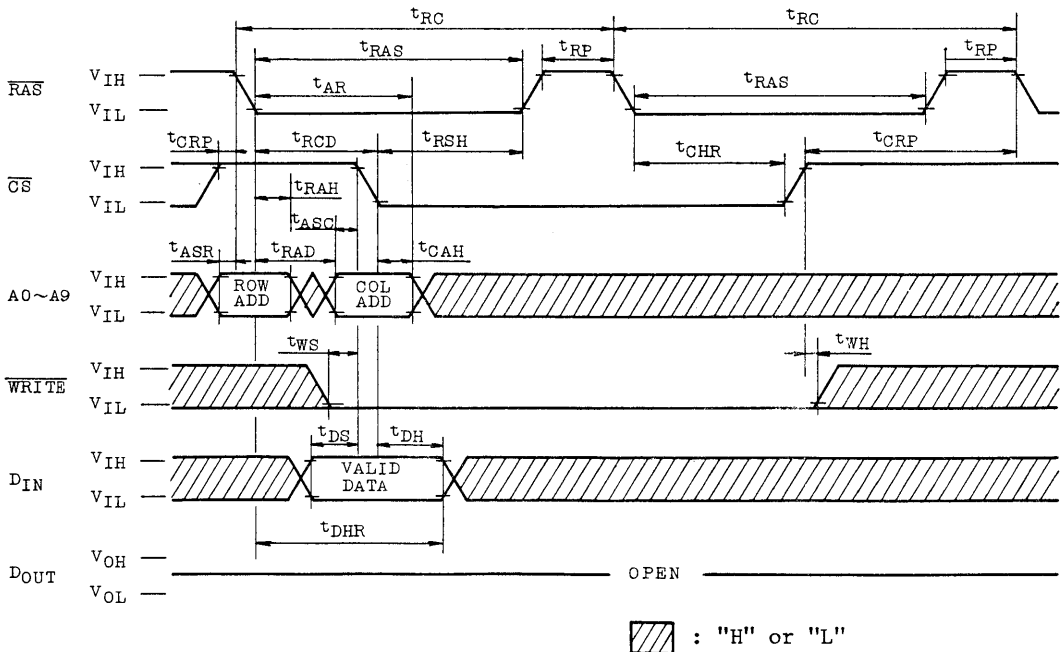 tRC tRC
tRAS tRP tRP
RAS VIH tAR tRAS
VIL
tCRP tRCD tRSH tCHR tCRP
CS VIH
VIL tRAH
tASC
tASR tRAD tCAH
A0~A9 VIH ROW COL
VIL ADD ADD
tWS tWH
WRITE VIH
VIL
tDS tDH
DIN VIH VALID
VIL DATA
tDHR
DOUT VOH
OPEN
VOL
: "H" or "L"